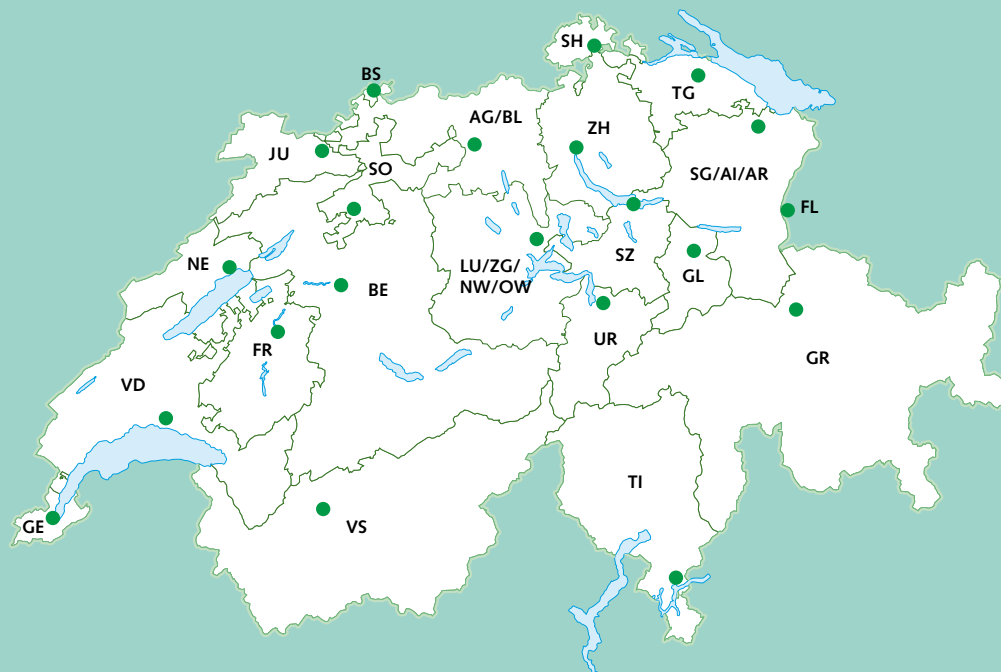 SH
BS
TG
AG/BL
ZH
JU
SO
SG/AI/AR
FL
NE
SZ
LU/ZG/
NW/OW
GL
BE
UR
FR
GR
VD
TI
GE
VS